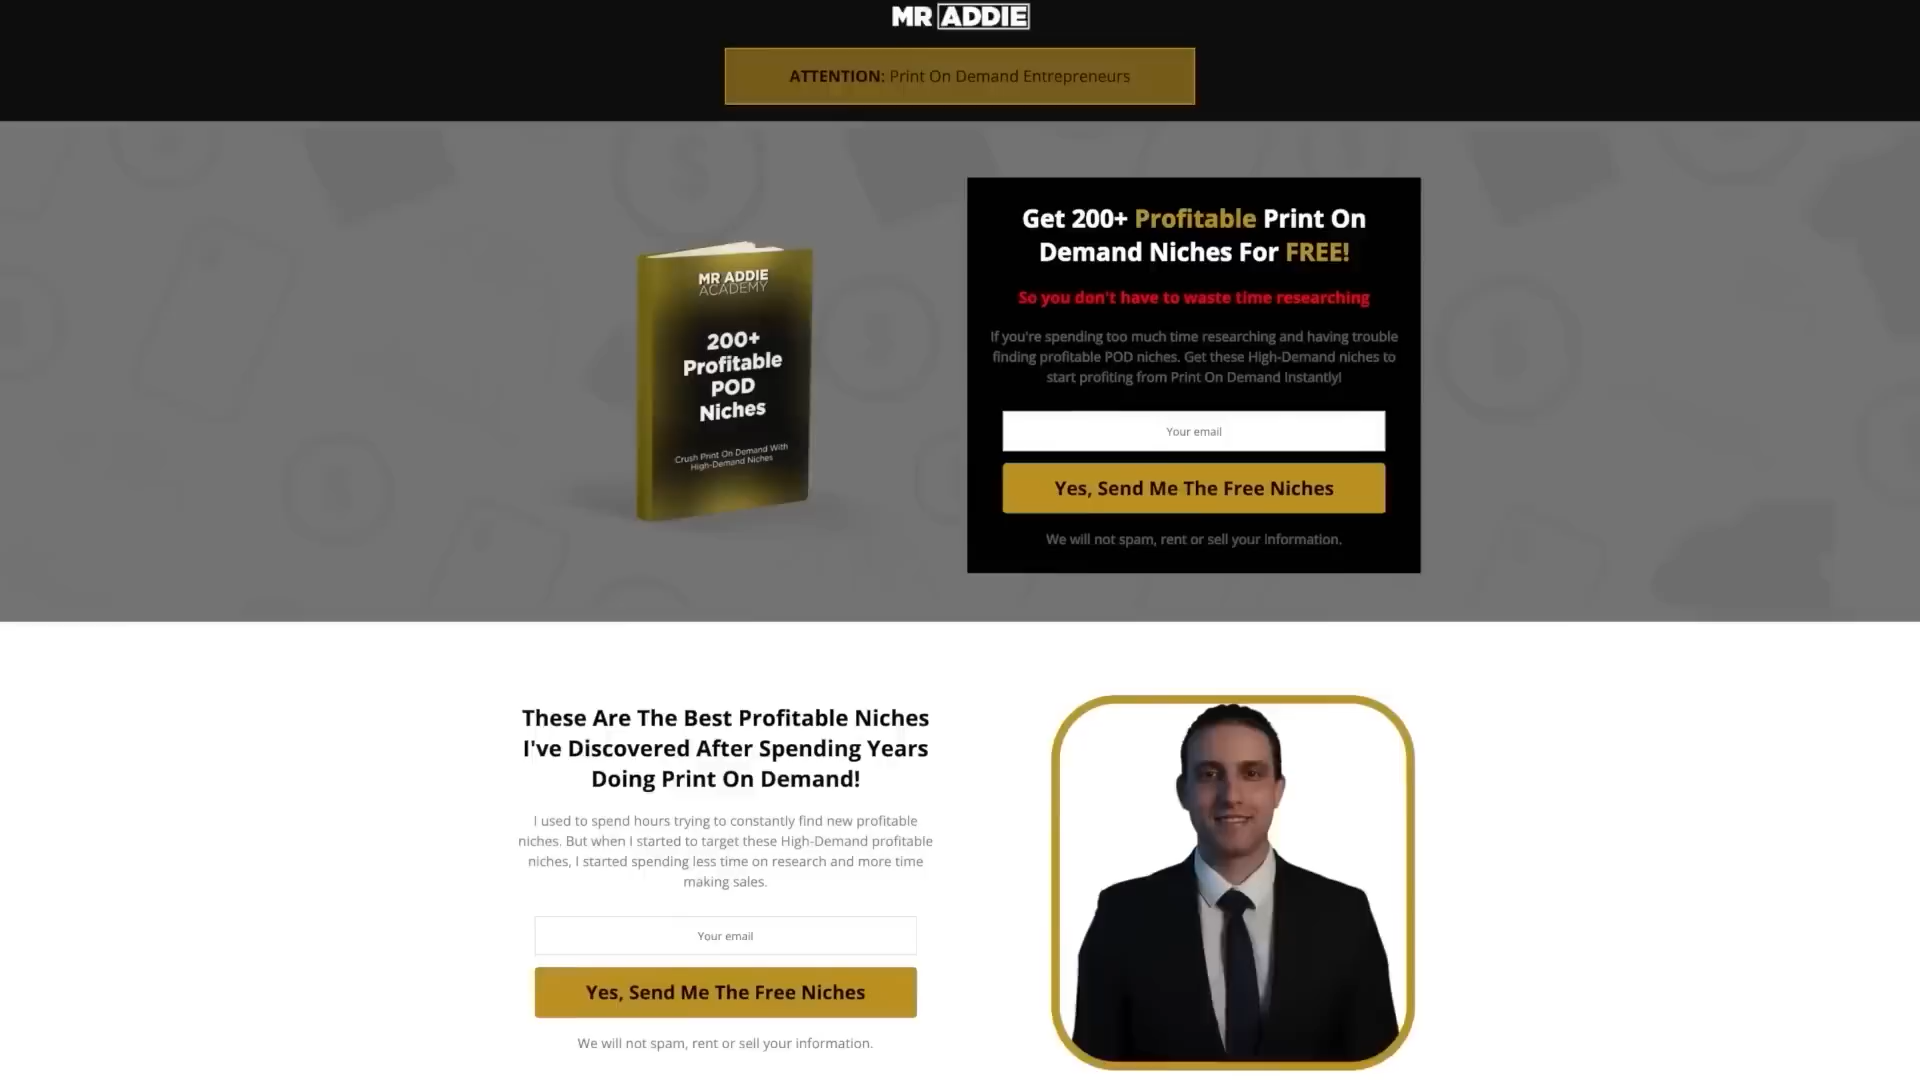 MR ADDIE
ATTENTION: Print On Demand Entrepreneurs
MR ADDIE
ACADEMY
200+
Profitable
POD
Niches
Crush Print On Demand With
High-Demand Niches
Get 200+ Profitable Print On
Demand Niches For FREE!
So you don't have to waste time researching
If you're spending too much time researching and having trouble
finding profitable POD niches. Get these High-Demand niches to
start profiting from Print On Demand Instantly!
Your email
Yes, Send Me The Free Niches
We will not spam, rent or sell your information.
These Are The Best Profitable Niches
I've Discovered After Spending Years
Doing Print On Demand!
I used to spend hours trying to constantly find new profitable
niches. But when I started to target these High-Demand profitable
niches, I started spending less time on research and more time
making sales.
Your email
Yes, Send Me The Free Niches
We will not spam, rent or sell your information.